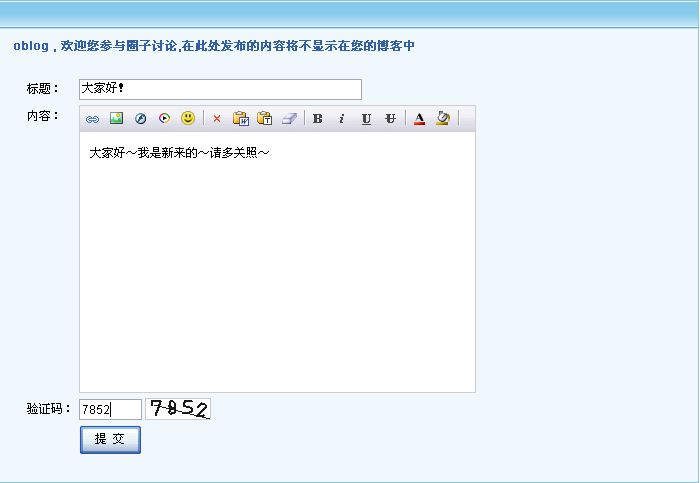 oblog，欢迎您参与圈子讨论,在此处发布的内容将不显示在您的博客中
标题： 大家好！
内容：
B i U U A
大家好～我是新来的～请多关照～
验证码： 7852 7852
提 交